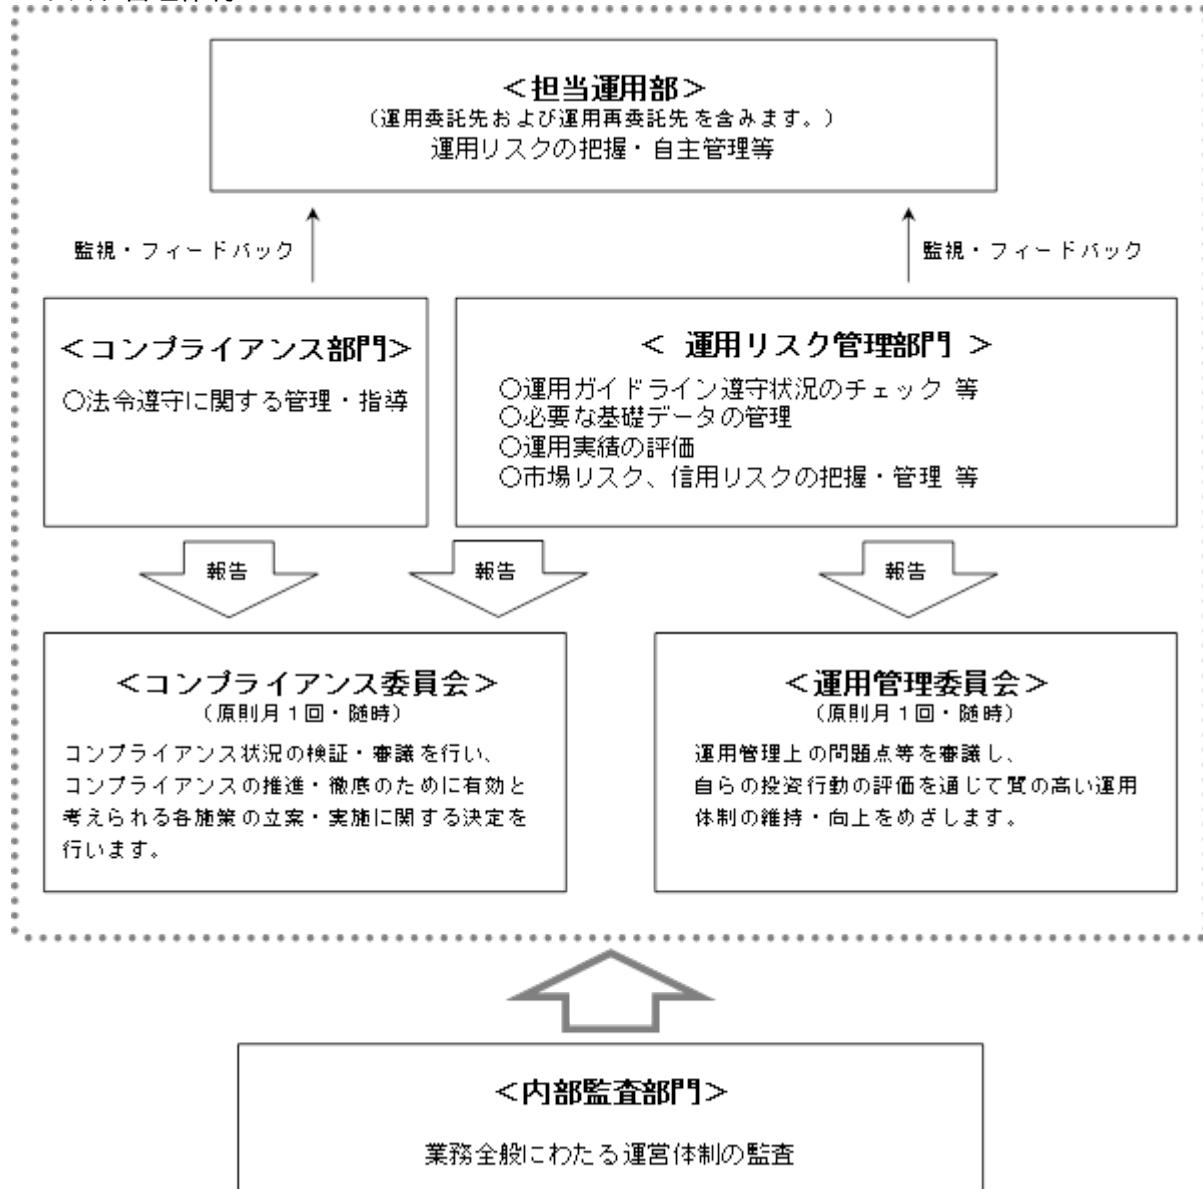 ＜担当運用部＞
（運用委託先および運用再委託先を含みます。）
運用リスクの把握・自主管理等
監視・フィードバック
監視・フィードバック
＜コンプライアンス部門＞
○法令遵守に関する管理・指導
＜ 運用リスク管理部門 ＞
○運用ガイドライン遵守状況のチェック 等
○必要な基礎データの管理
○運用実績の評価
○市場リスク、信用リスクの把握・管理 等
報告
報告
報告
＜コンプライアンス委員会＞
（原則月１回・随時）
コンプライアンス状況の検証・審議を行い、
コンプライアンスの推進・徹底のために有効と
考えられる各施策の立案・実施に関する決定を
行います。
＜運用管理委員会＞
（原則月１回・随時）
運用管理上の問題点等を審議し、
自らの投資行動の評価を通じて質の高い運用
体制の維持・向上をめざします。
＜内部監査部門＞
業務全般にわたる運営体制の監査